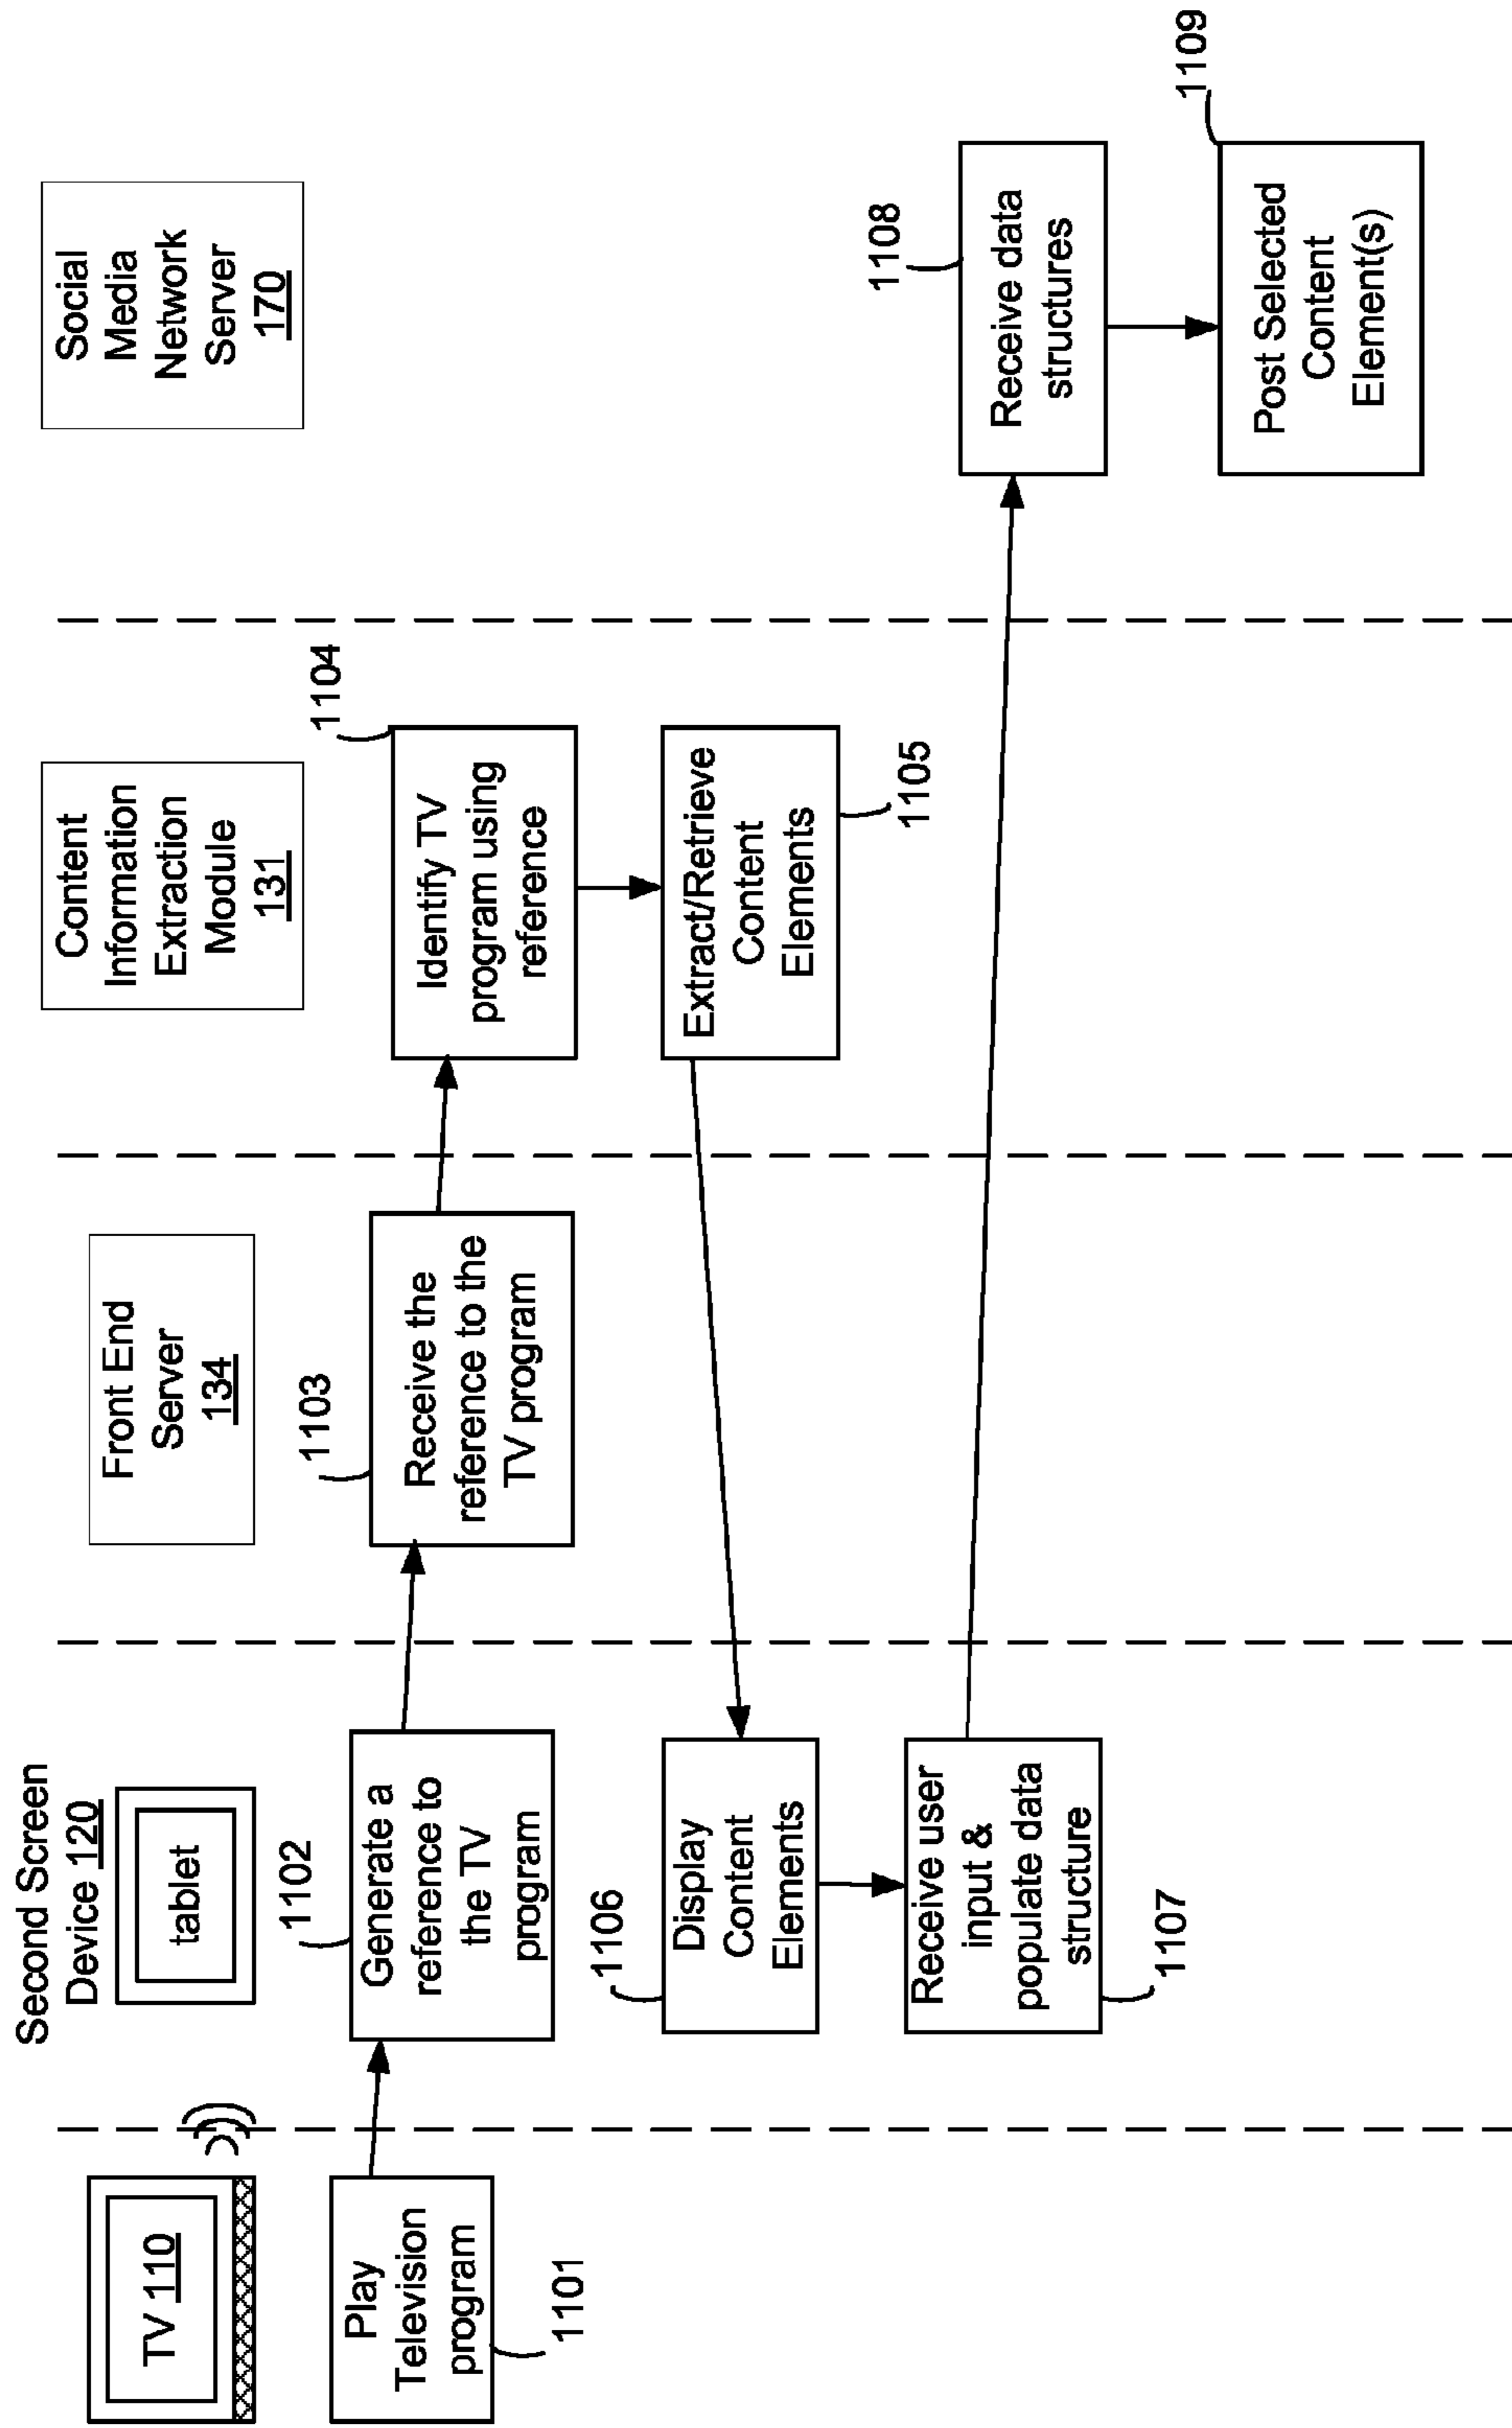 TV 110
Second Screen
Device 120
tablet
Front End
Server
134
Content
Information
Extraction
Module
131
Social
Media
Network
Server
170
Play
Television
program
1101
1102
Generate a
reference to
the TV
program
1103
Receive the
reference to the
TV program
1104
Identify TV
program using
reference
Extract/Retrieve
Content
Elements
1105
1106
Display
Content
Elements
Receive user
input &
populate data
structure
1107
1108
Receive data
structures
1109
Post Selected
Content
Element(s)